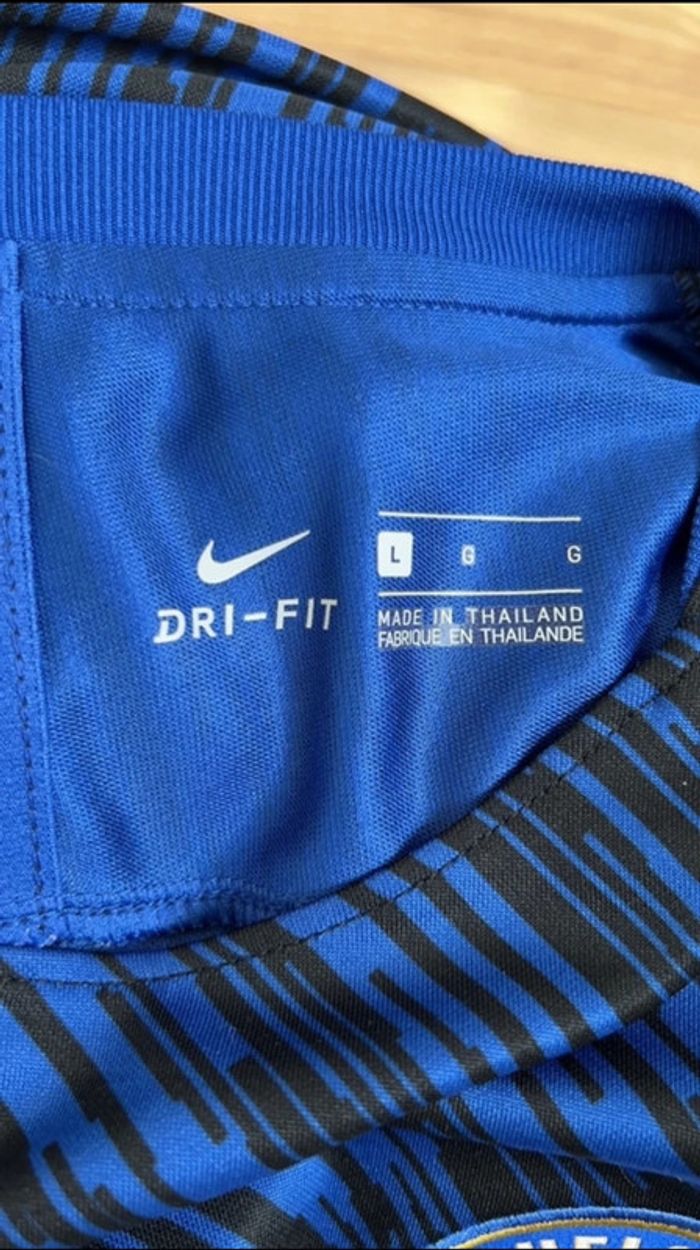 DRI-FIT
L G G
MADE IN THAILAND
FABRIQUE EN THAILANDE